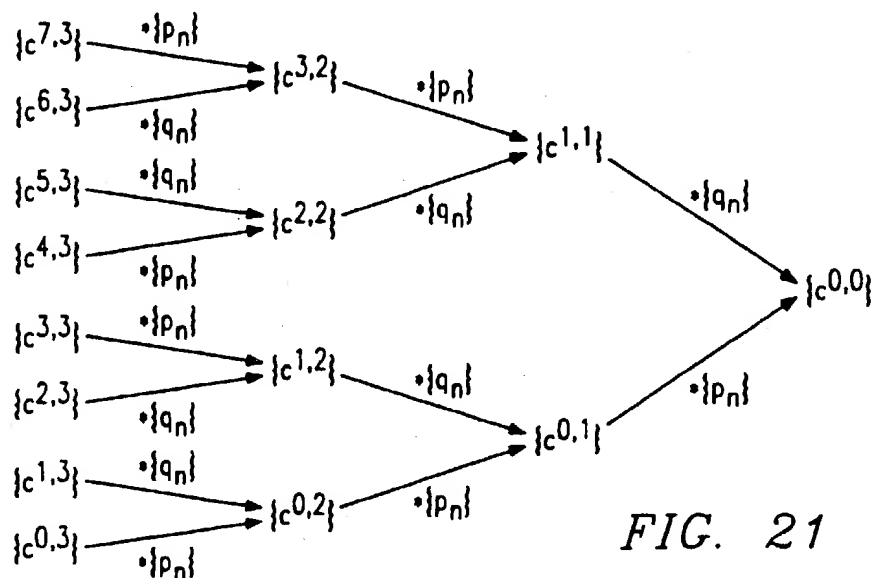 {c^{7,3}} *{p_n}
{c^{3,2}} *{p_n}
{c^{6,3}} *{q_n}
{c^{1,1}} *{q_n}
{c^{5,3}} *{q_n}
{c^{2,2}} *{q_n}
{c^{4,3}} *{p_n}
{c^{0,0}}
{c^{3,3}} *{p_n}
{c^{1,2}} *{q_n}
*{p_n}
{c^{2,3}} *{q_n}
{c^{0,1}}
{c^{1,3}} *{q_n}
{c^{0,2}} *{p_n}
{c^{0,3}} *{p_n}
FIG. 21